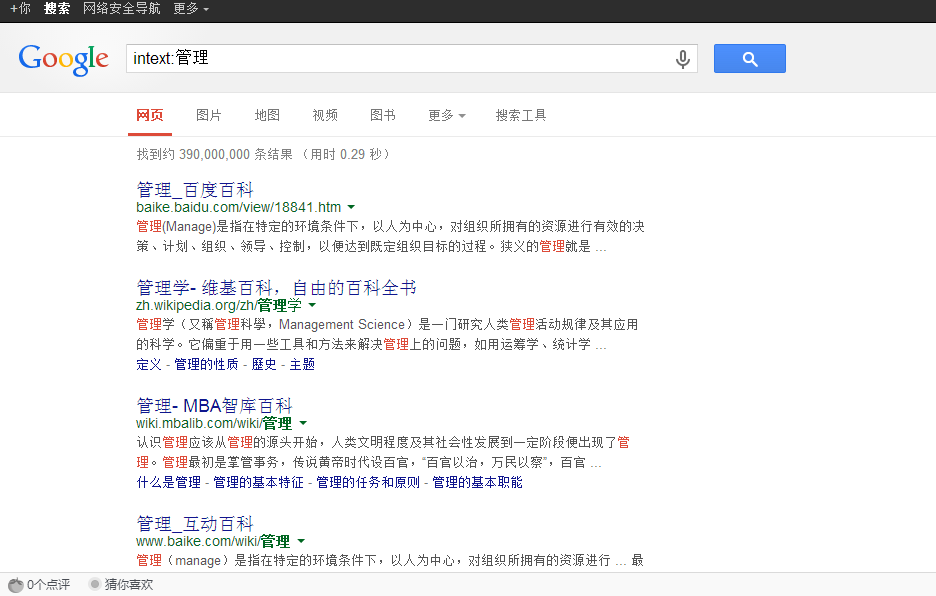 +你 搜索 网络安全导航 更多
Google intext:管理
网页 图片 地图 视频 图书 更多 搜索工具
找到约 390,000,000 条结果 （用时 0.29 秒）
管理_百度百科
baike.baidu.com/view/18841.htm
管理(Manage)是指在特定的环境条件下，以人为中心，对组织所拥有的资源进行有效的决
策、计划、组织、领导、控制，以便达到既定组织目标的过程。狭义的管理就是 ...
管理学- 维基百科，自由的百科全书
zh.wikipedia.org/zh/管理学
管理学（又稱管理科學，Management Science）是一门研究人类管理活动规律及其应用
的科学。它偏重于用一些工具和方法来解决管理上的问题，如用运筹学、统计学 ...
定义 - 管理的性质 - 歷史 - 主题
管理- MBA智库百科
wiki.mbalib.com/wiki/管理
认识管理应该从管理的源头开始，人类文明程度及其社会性发展到一定阶段便出现了管
理。管理最初是掌管事务，传说黄帝时代设百官，“百官以治，万民以察”，百官 ...
什么是管理 - 管理的基本特征 - 管理的任务和原则 - 管理的基本职能
管理_互动百科
www.baike.com/wiki/管理
管理（manage）是指在特定的环境条件下，以人为中心，对组织所拥有的资源进行 ... 最
0个点评 猜你喜欢